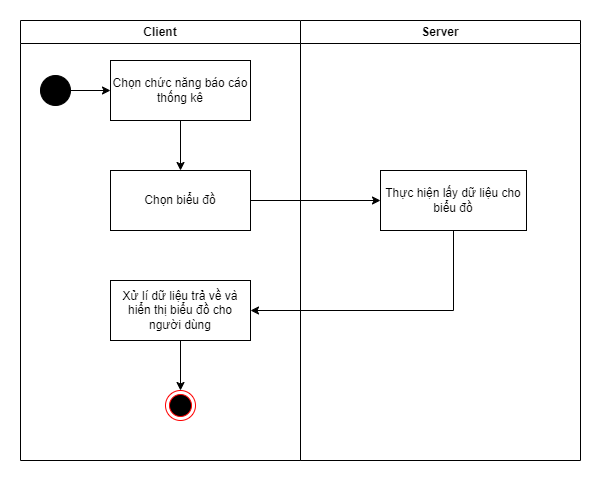 Client
Server
Chọn chức năng báo cáo
thống kê
Chọn biểu đồ
Thực hiện lấy dữ liệu cho
biểu đồ
Xử lí dữ liệu trả về và
hiển thị biểu đồ cho
người dùng